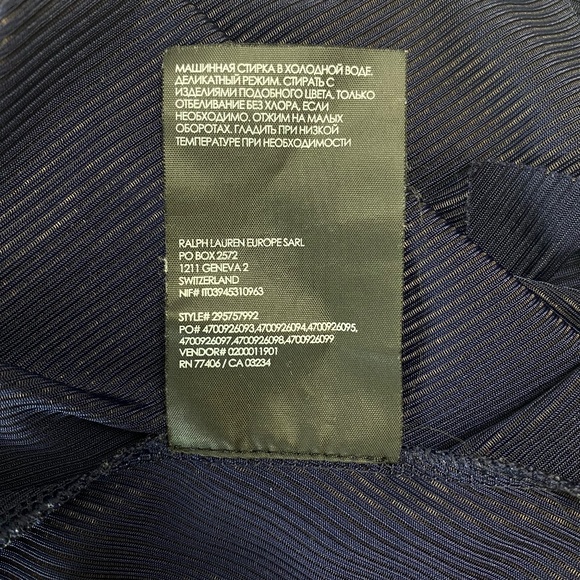 МАШИННАЯ СТИРКА В ХОЛОДНОЙ ВОДЕ.
ДЕЛИКАТНЫЙ РЕЖИМ. СТИРАТЬ С
ИЗДЕЛИЯМИ ПОДОБНОГО ЦВЕТА. ТОЛЬКО
ОТБЕЛИВАНИЕ БЕЗ ХЛОРА, ЕСЛИ
НЕОБХОДИМО. ОТЖИМ НА МАЛЫХ
ОБОРОТАХ. ГЛАДИТЬ ПРИ НИЗКОЙ
ТЕМПЕРАТУРЕ ПРИ НЕОБХОДИМОСТИ
RALPH LAUREN EUROPE SARL
PO BOX 2572
1211 GENEVA 2
SWITZERLAND
NIF# IT03945310963
STYLE# 295757992
PO# 4700926093,4700926094,4700926095,
4700926097,4700926098,4700926099
VENDOR# 0200011901
RN 77406 / CA 03234